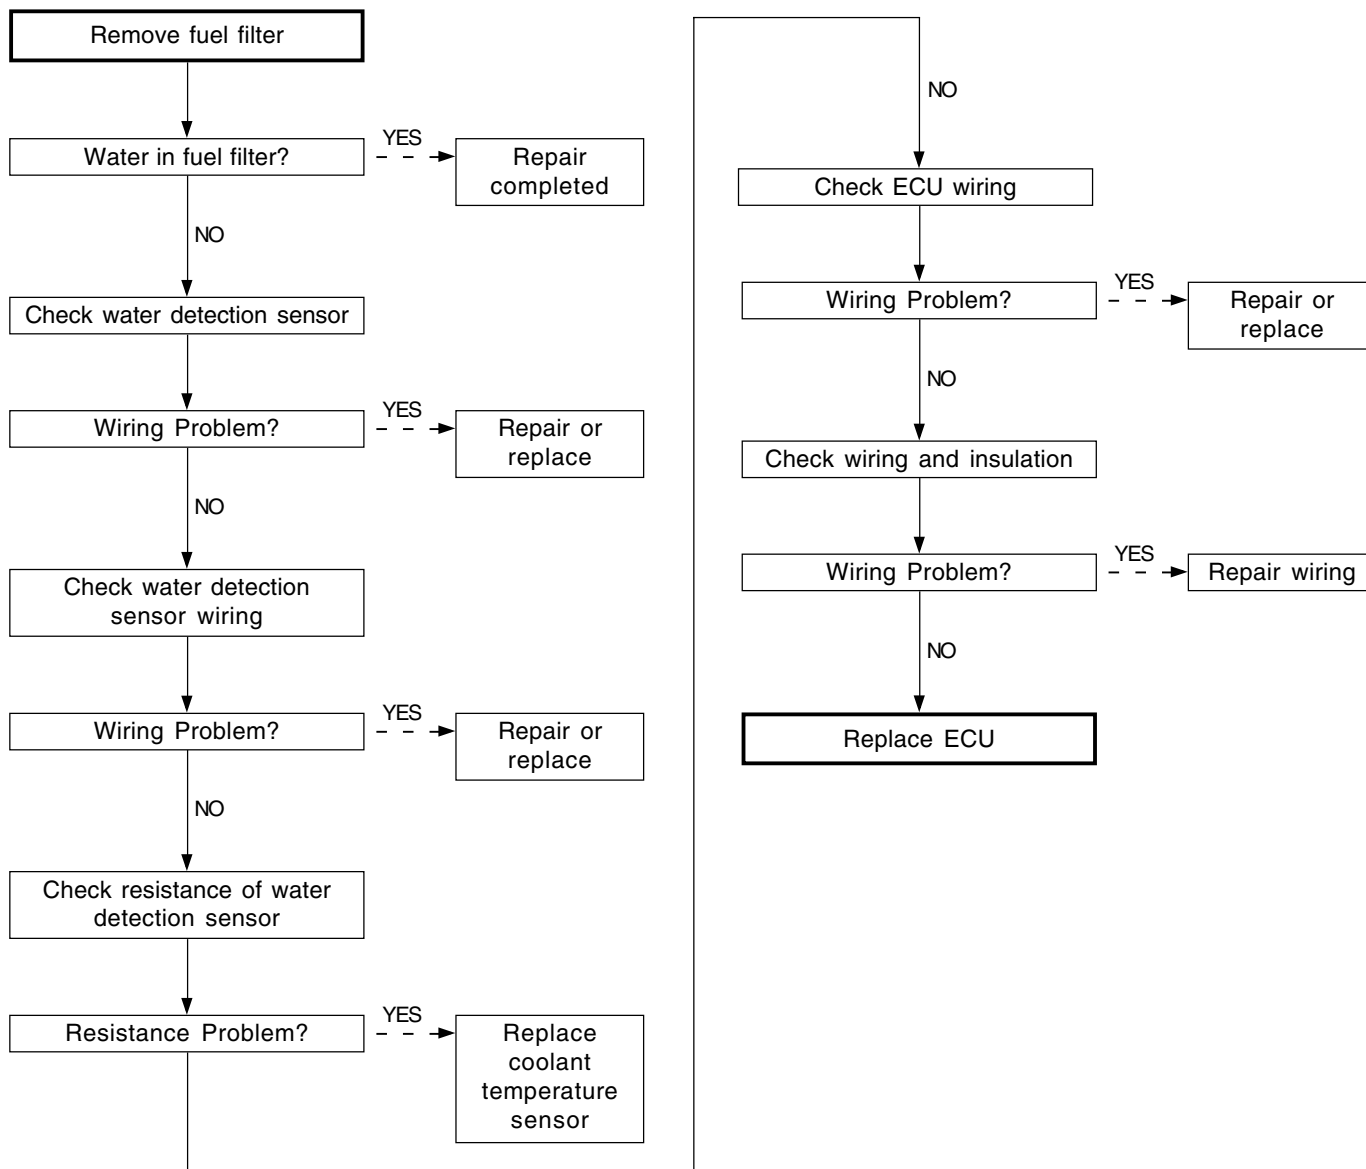 Remove fuel filter
Water in fuel filter?
YES
Repair
completed
NO
Check water detection sensor
Wiring Problem?
YES
Repair or
replace
NO
Check water detection
sensor wiring
Wiring Problem?
YES
Repair or
replace
NO
Check resistance of water
detection sensor
Resistance Problem?
YES
Replace
coolant
temperature
sensor
NO
Check ECU wiring
Wiring Problem?
YES
Repair or
replace
NO
Check wiring and insulation
Wiring Problem?
YES
Repair wiring
NO
Replace ECU